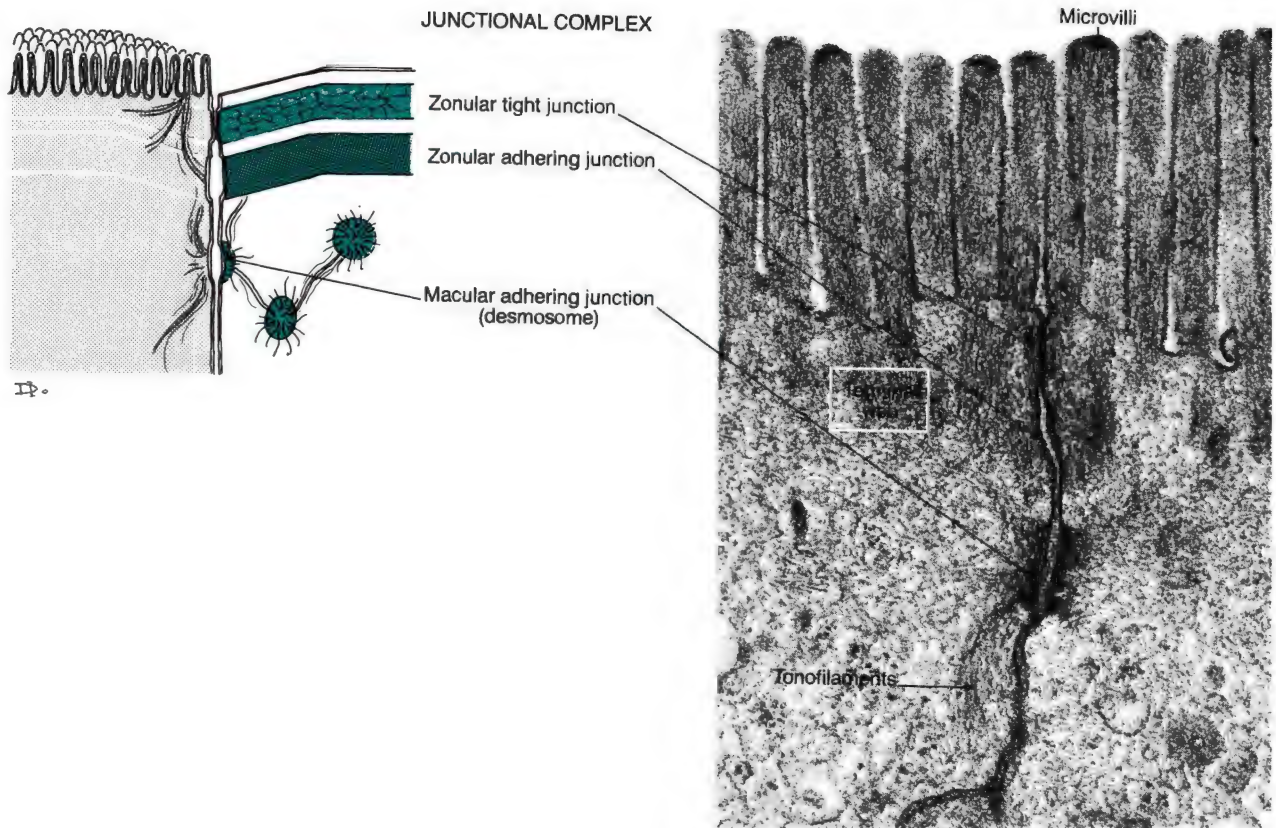 JUNCTIONAL COMPLEX
Microvilli
Zonular tight junction
Zonular adhering junction
Macular adhering junction
(desmosome)
Tonofilaments